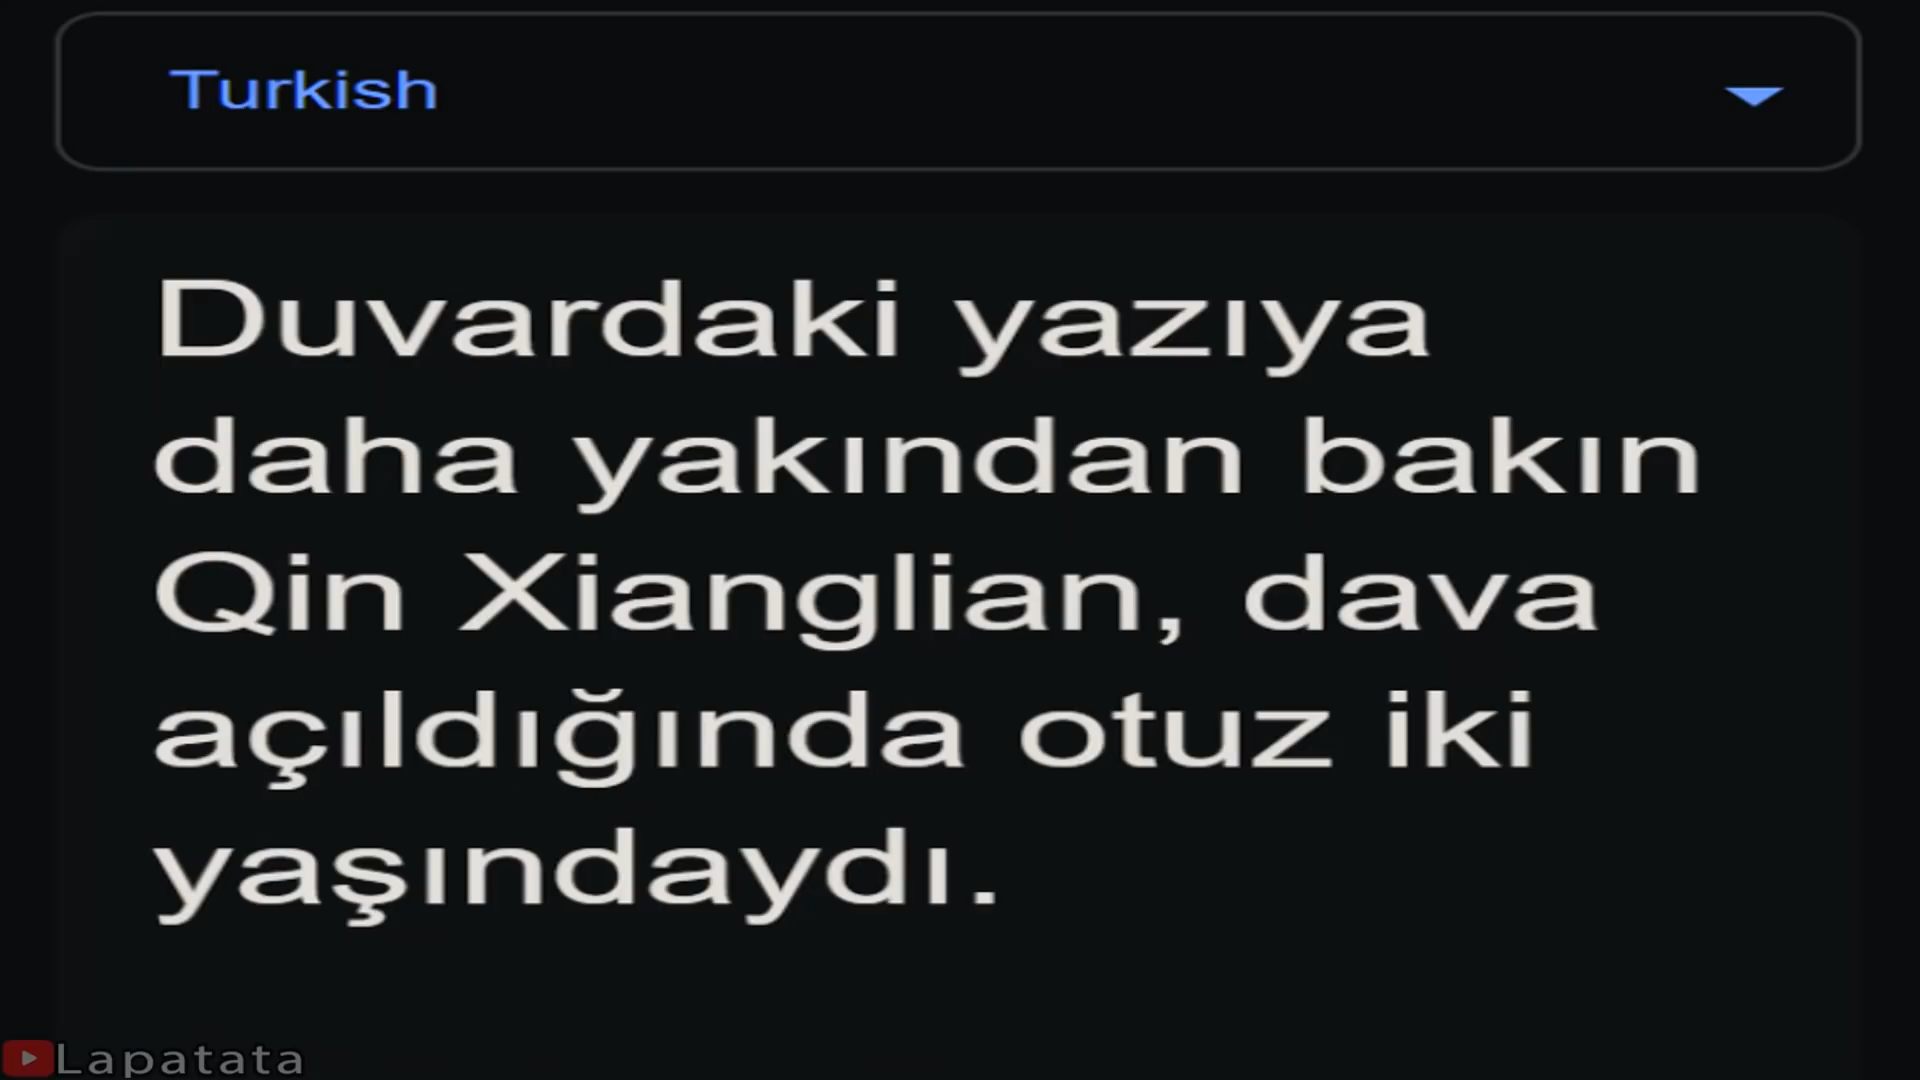 Turkish
Duvardaki yazıya
daha yakından bakın
Qin Xianglian, dava
açıldığında otuz iki
yaşındaydı.
Lapatata